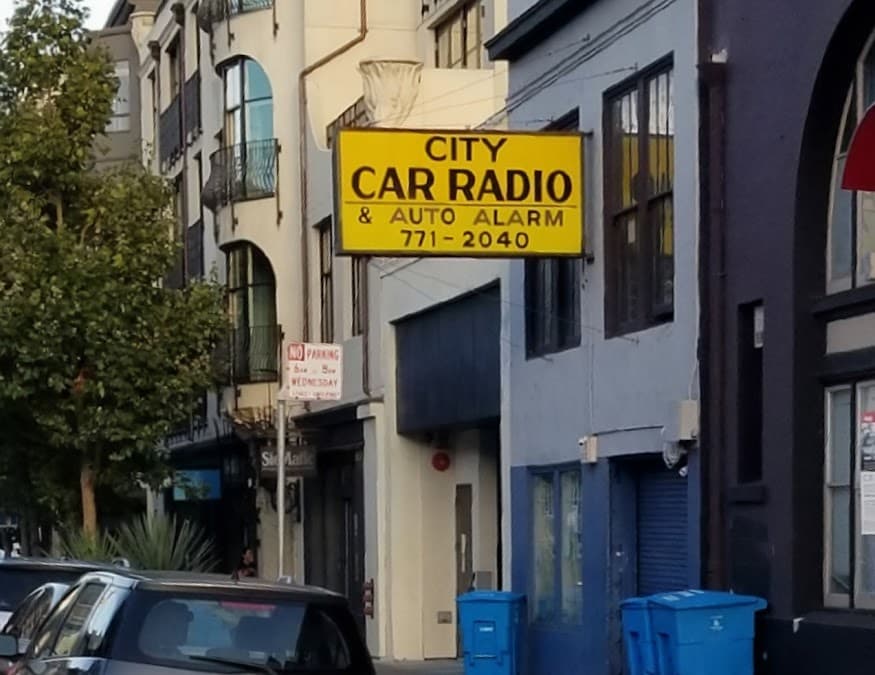 CITY
CAR RADIO
& AUTO ALARM
771-2040
NO PARKING
WEDNESDAY